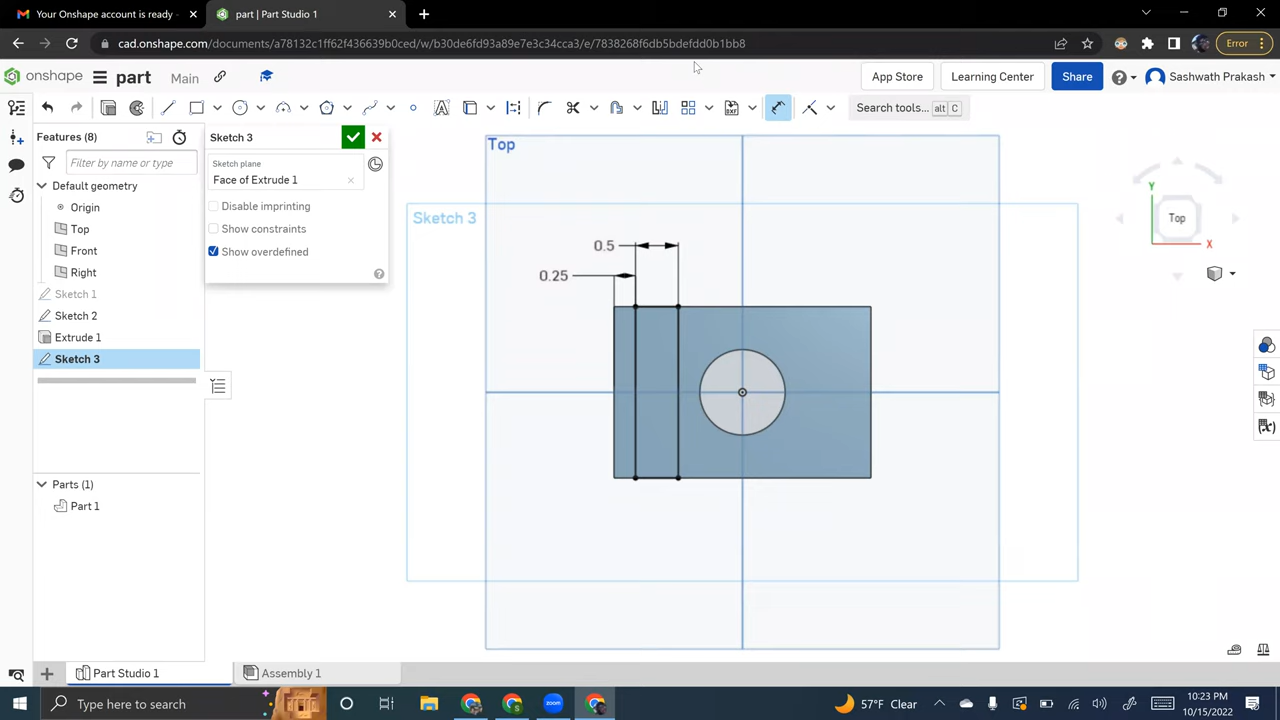 Your Onshape account is ready -
part | Part Studio 1
cad.onshape.com/documents/a78132c1ff62f436639b0ced/w/b30de6fd93a89e7e3c34cca3/e/7838268f6db5bdefdd0b1bb8
Error
onshape
part
Main
App Store
Learning Center
Share
Sashwath Prakash
Search tools...
alt
C
Features (8)
Filter by name or type
Default geometry
Origin
Top
Front
Right
Sketch 1
Sketch 2
Extrude 1
Sketch 3
Parts (1)
Part 1
Sketch 3
Sketch plane
Face of Extrude 1
Disable imprinting
Show constraints
Show overdefined
Top
Sketch 3
0.5
0.25
Y
Top
X
Part Studio 1
Assembly 1
Type here to search
zoom
57°F Clear
10:23 PM
10/15/2022